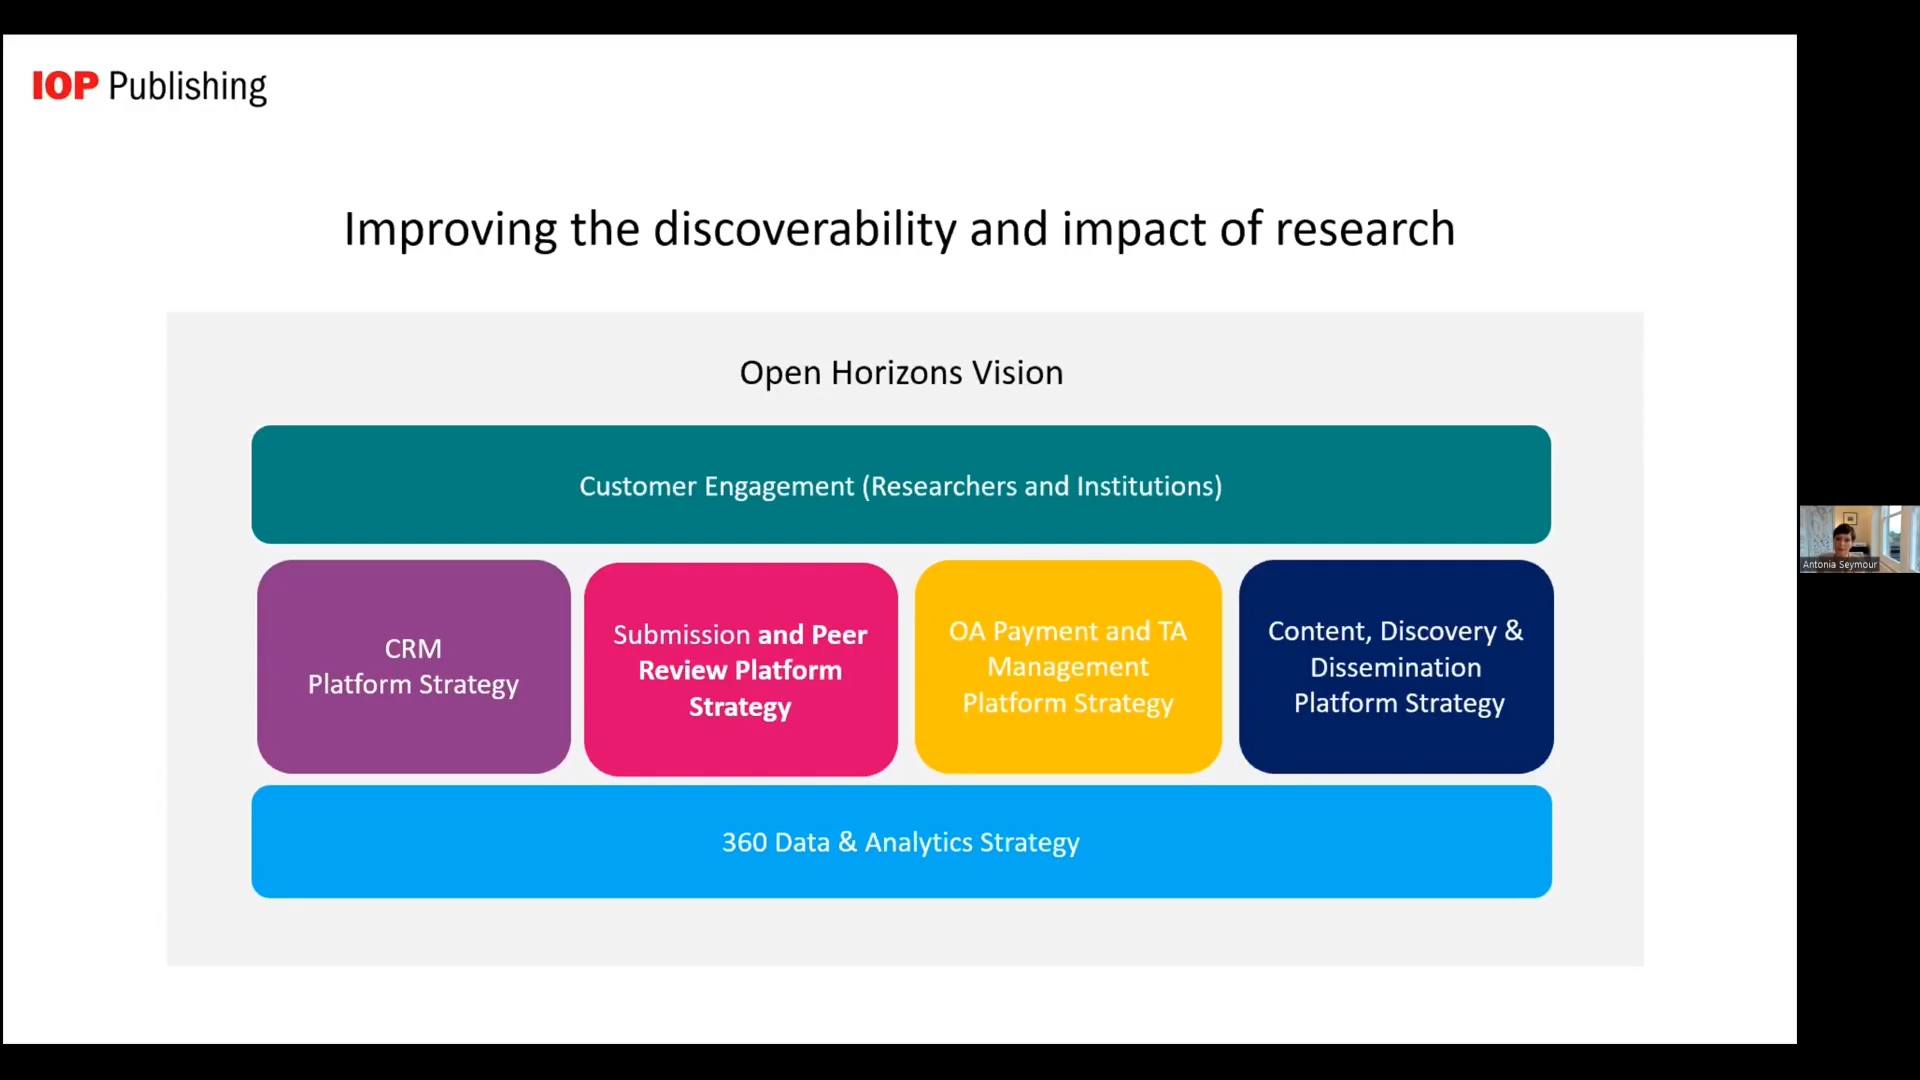 IOP Publishing
Improving the discoverability and impact of research
Open Horizons Vision
Customer Engagement (Researchers and Institutions)
CRM
Platform Strategy
Submission and Peer
Review Platform
Strategy
OA Payment and TA
Management
Platform Strategy
Content, Discovery &
Dissemination
Platform Strategy
360 Data & Analytics Strategy
Antonia Seymour